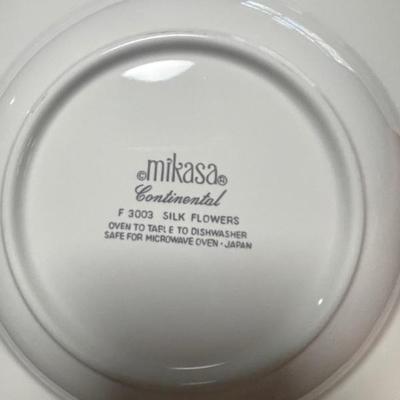 ©mikasa®
Continental
F 3003 SILK FLOWERS
OVEN TO TABLE TO DISHWASHER
SAFE FOR MICROWAVE OVEN · JAPAN